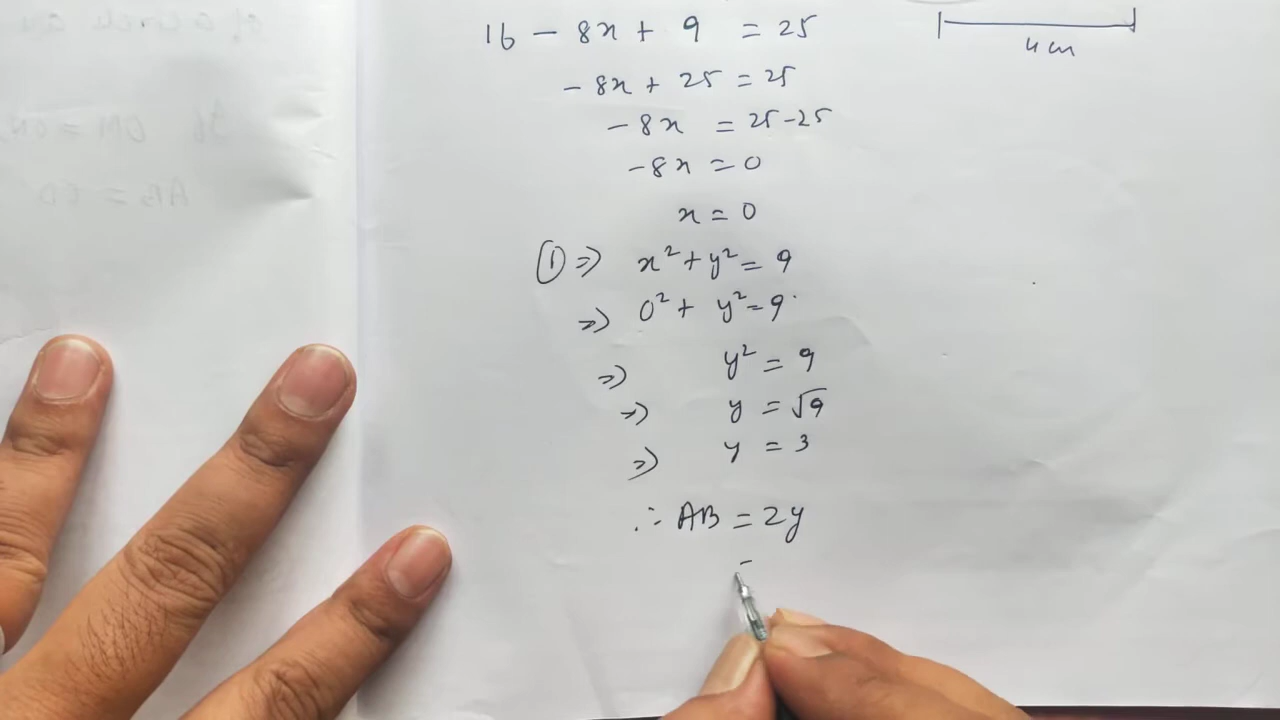 16 - 8x + 9 = 25
4 cm
-8x + 25 = 25
-8x = 25-25
-8x = 0
x = 0
① ⇒ x² + y² = 9
⇒ 0² + y² = 9
⇒ y² = 9
⇒ y = √9
⇒ y = 3
∴ AB = 2y
=